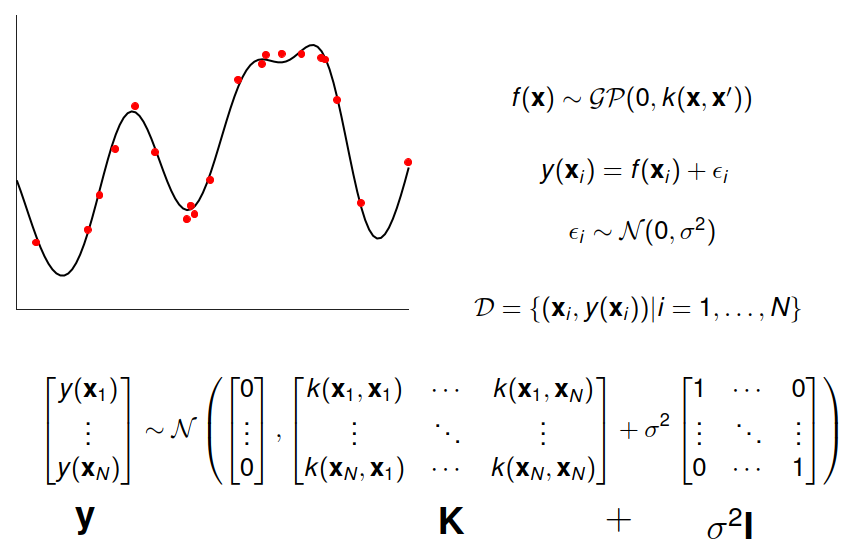 f(x) ∼ 𝒢𝒫(0, k(x, x′))
y(xᵢ) = f(xᵢ) + ϵᵢ
ϵᵢ ∼ 𝒩(0, σ²)
𝒟 = {(xᵢ, y(xᵢ))|i = 1, . . . , N}
[y(x₁) ⋮ y(x_N)] ∼ 𝒩 ([0 ⋮ 0], [k(x₁, x₁) ⋯ k(x₁, x_N) ⋮ ⋱ ⋮ k(x_N, x₁) ⋯ k(x_N, x_N)] + σ² [1 ⋯ 0 ⋮ ⋱ ⋮ 0 ⋯ 1])
y K + σ²I